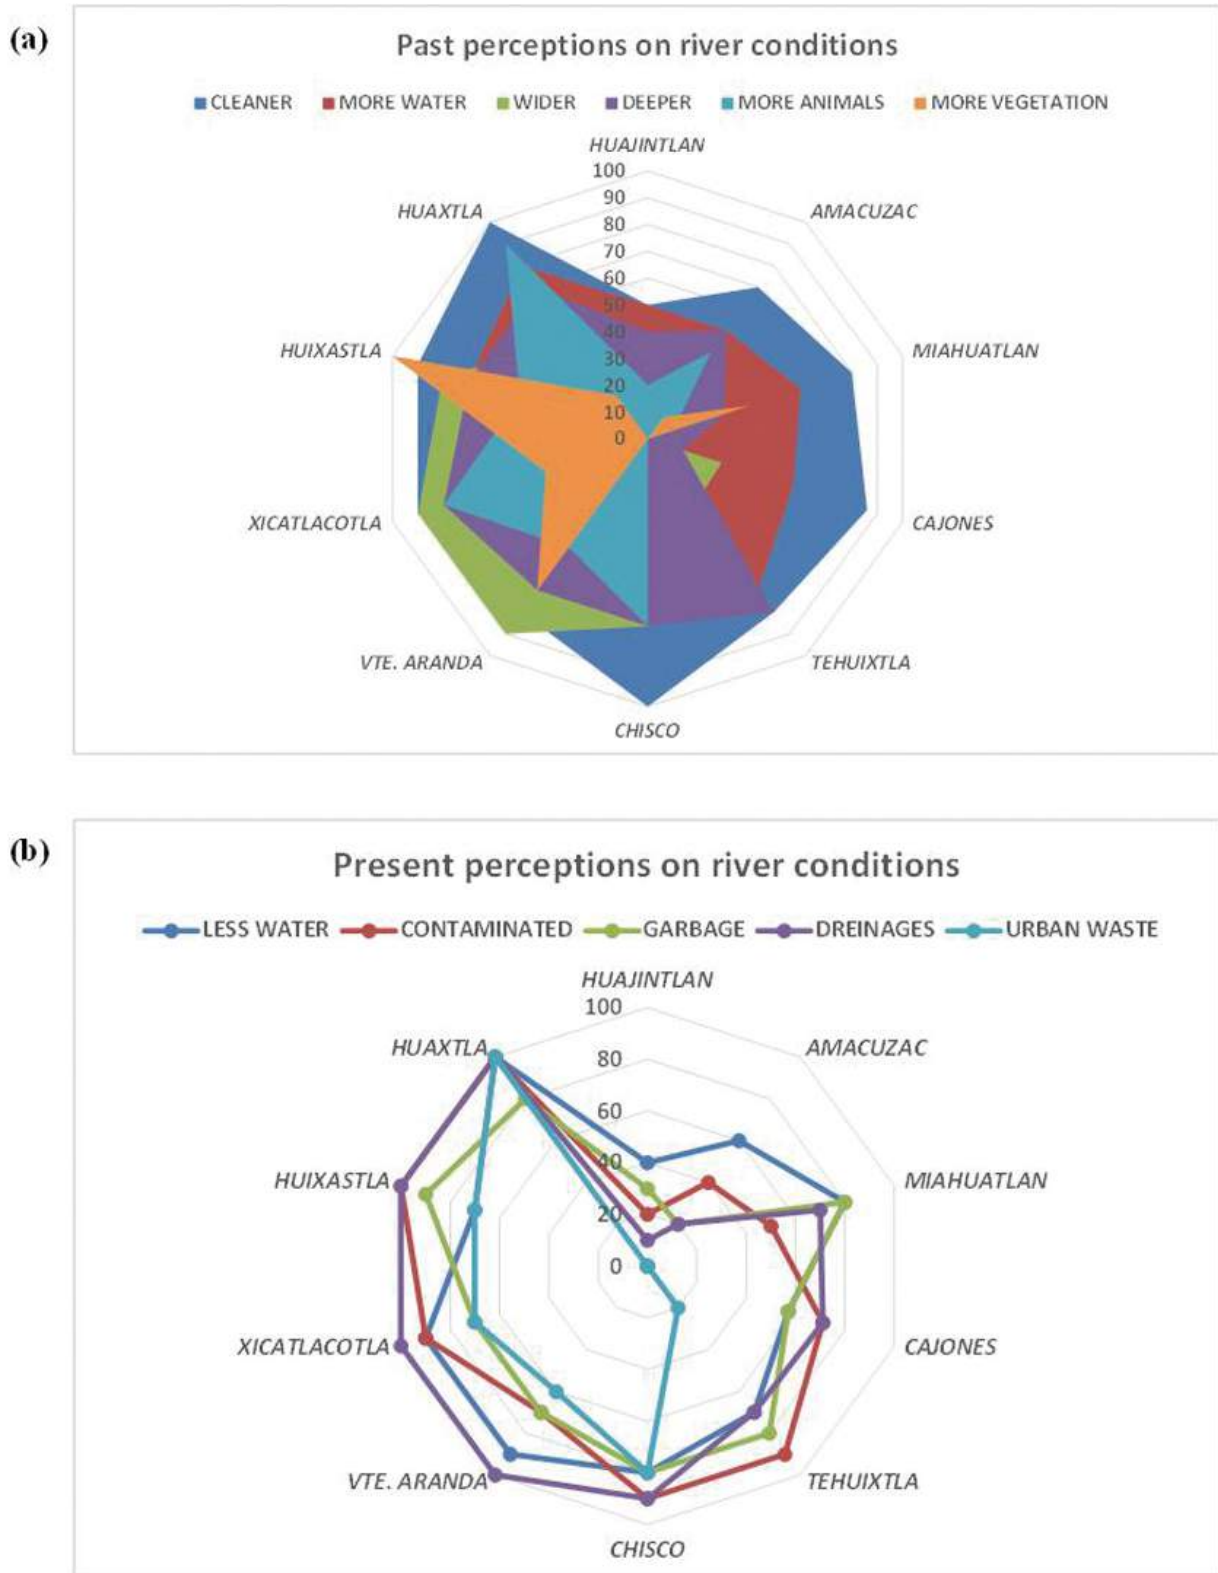 (a)
Past perceptions on river conditions
CLEANER MORE WATER WIDER DEEPER MORE ANIMALS MORE VEGETATION
HUAJINTLAN
100
90
80
70
60
50
40
30
20
10
0
AMACUZAC
MIAHUATLAN
CAJONES
TEHUIXTLA
CHISCO
VTE. ARANDA
XICATLACOTLA
HUIXASTLA
HUAXTLA
(b)
Present perceptions on river conditions
LESS WATER CONTAMINATED GARBAGE DREINAGES URBAN WASTE
HUAJINTLAN
100
80
60
40
20
0
AMACUZAC
MIAHUATLAN
CAJONES
TEHUIXTLA
CHISCO
VTE. ARANDA
XICATLACOTLA
HUIXASTLA
HUAXTLA